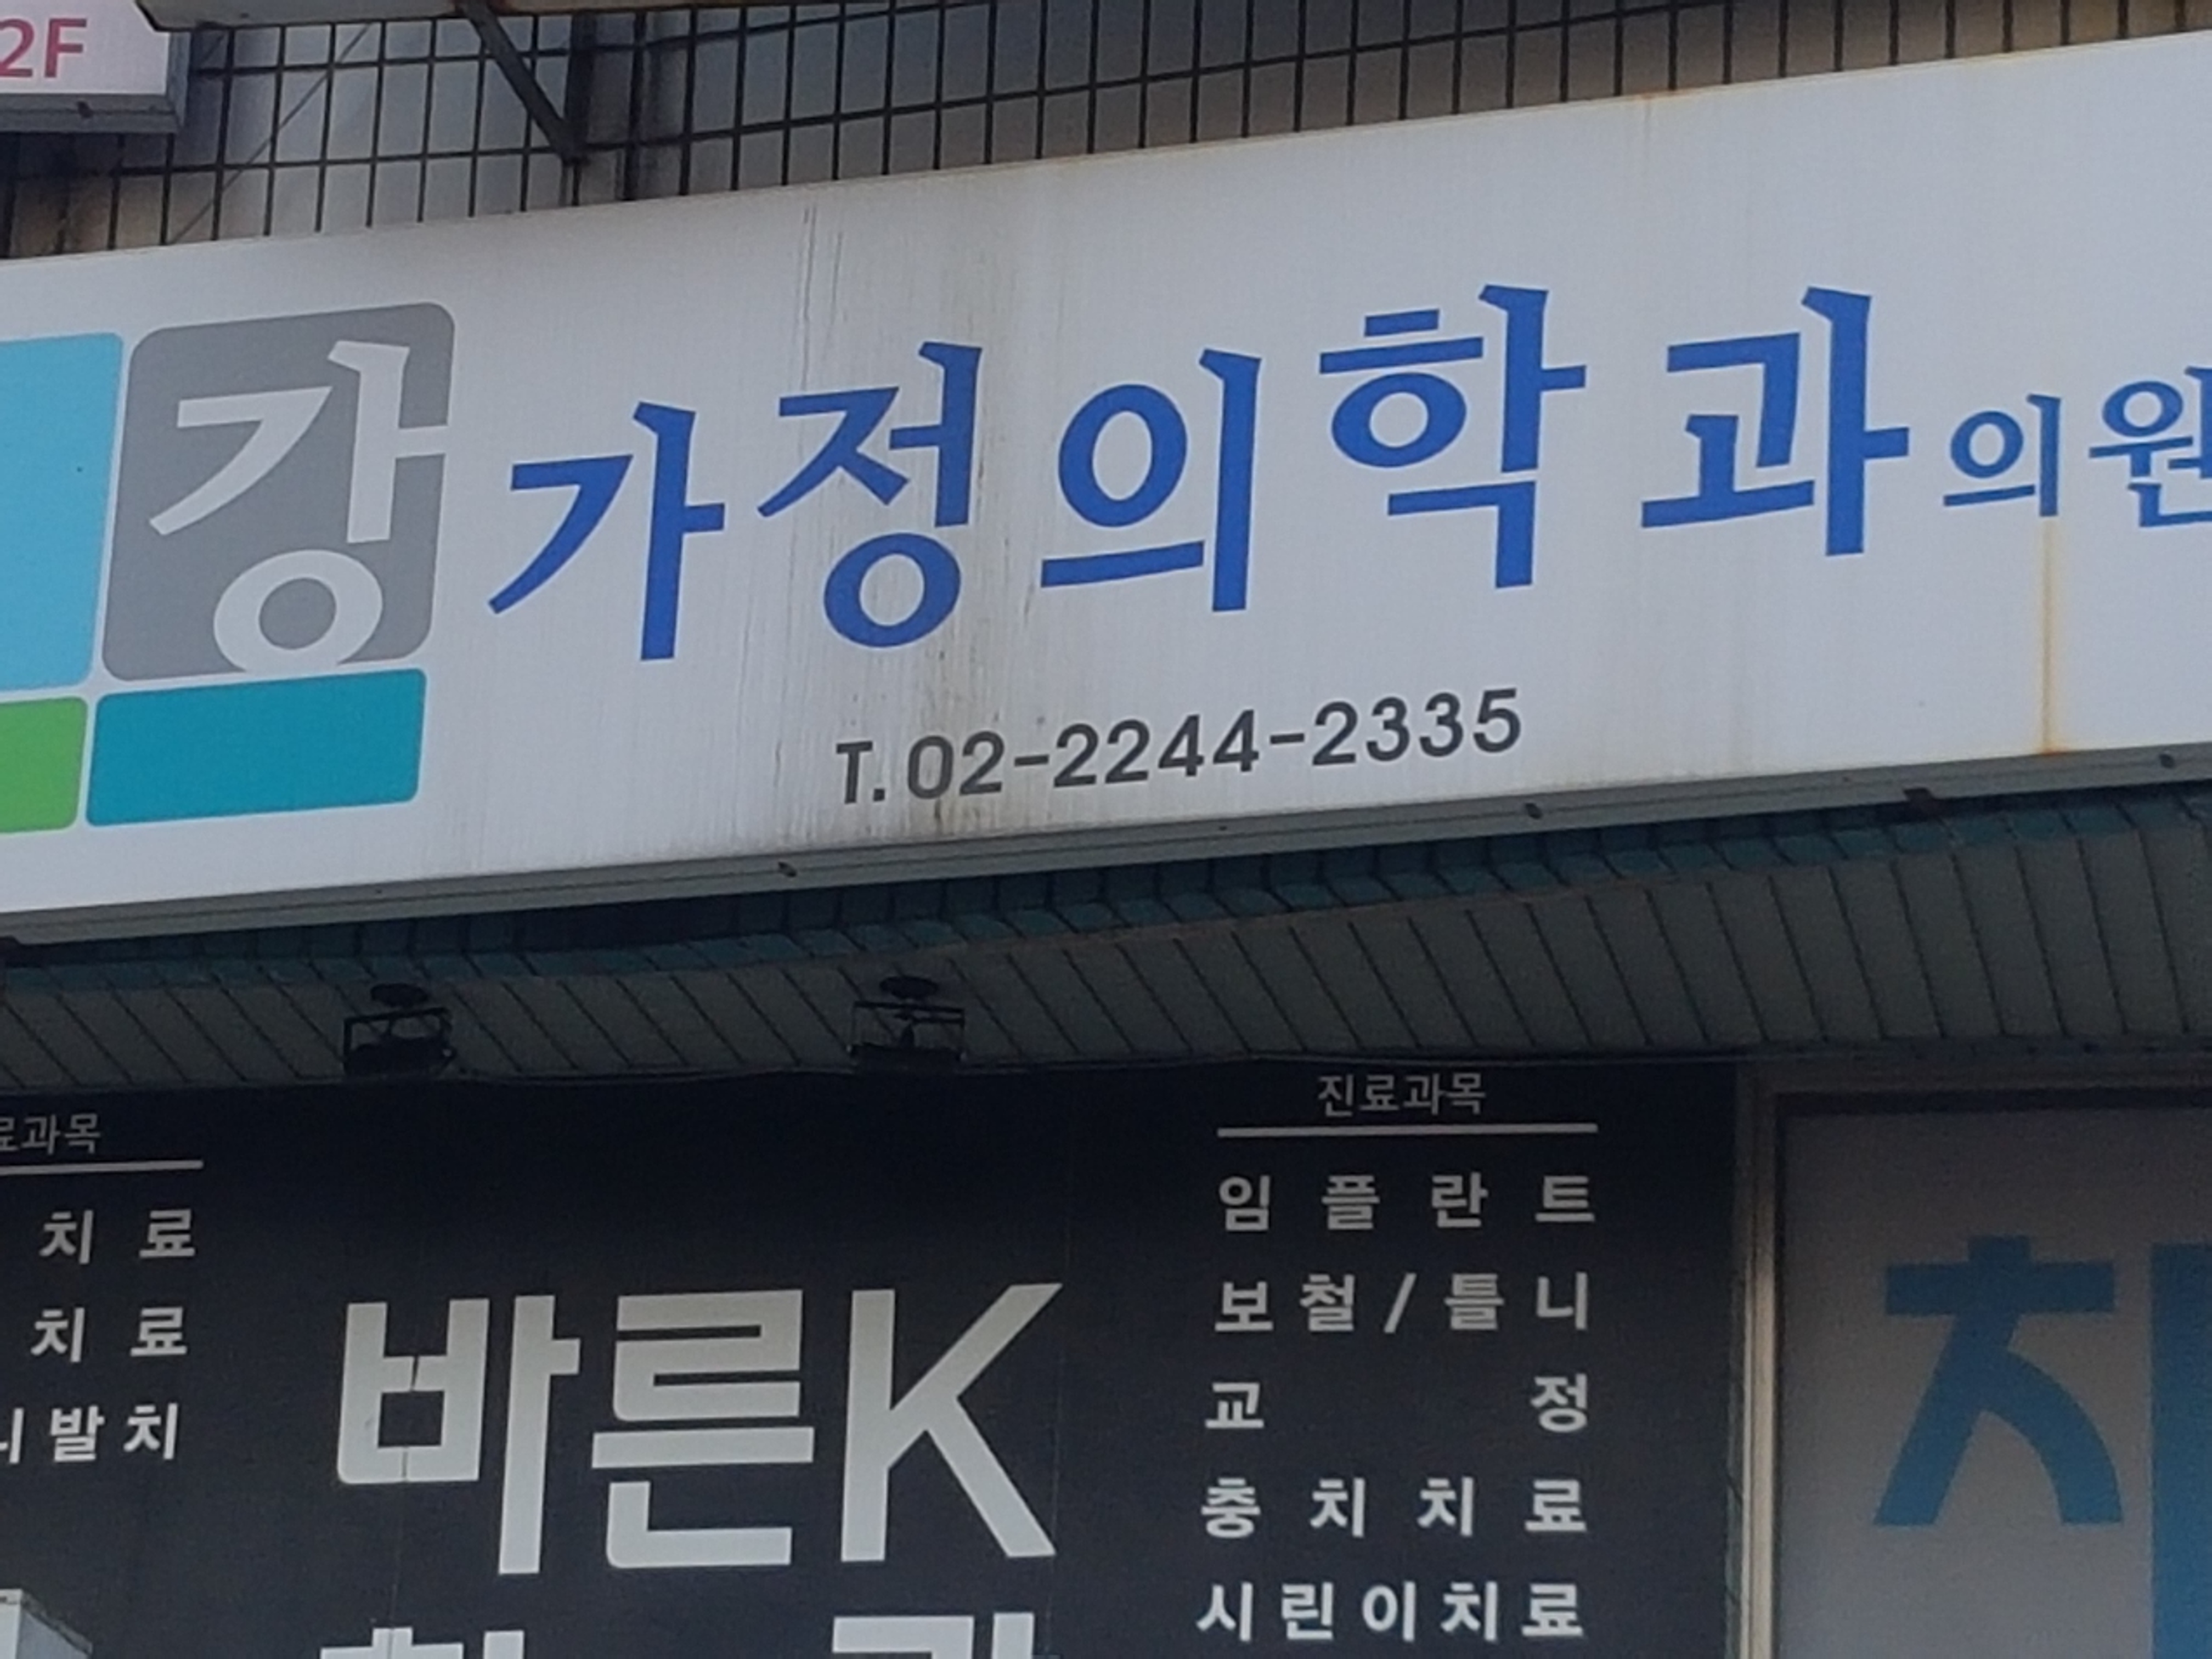 2F
강 가정의학과의원
T.02-2244-2335
료과목
치료
치료
니발치
바른K
진료과목
임플란트
보철/틀니
교정
충치치료
시린이치료